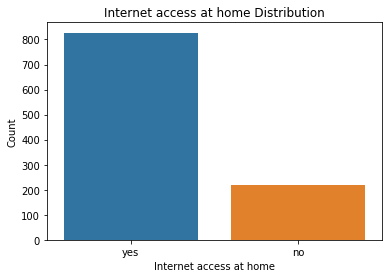 Internet access at home Distribution
800
700
600
500
400
300
200
100
0
Count
yes no
Internet access at home